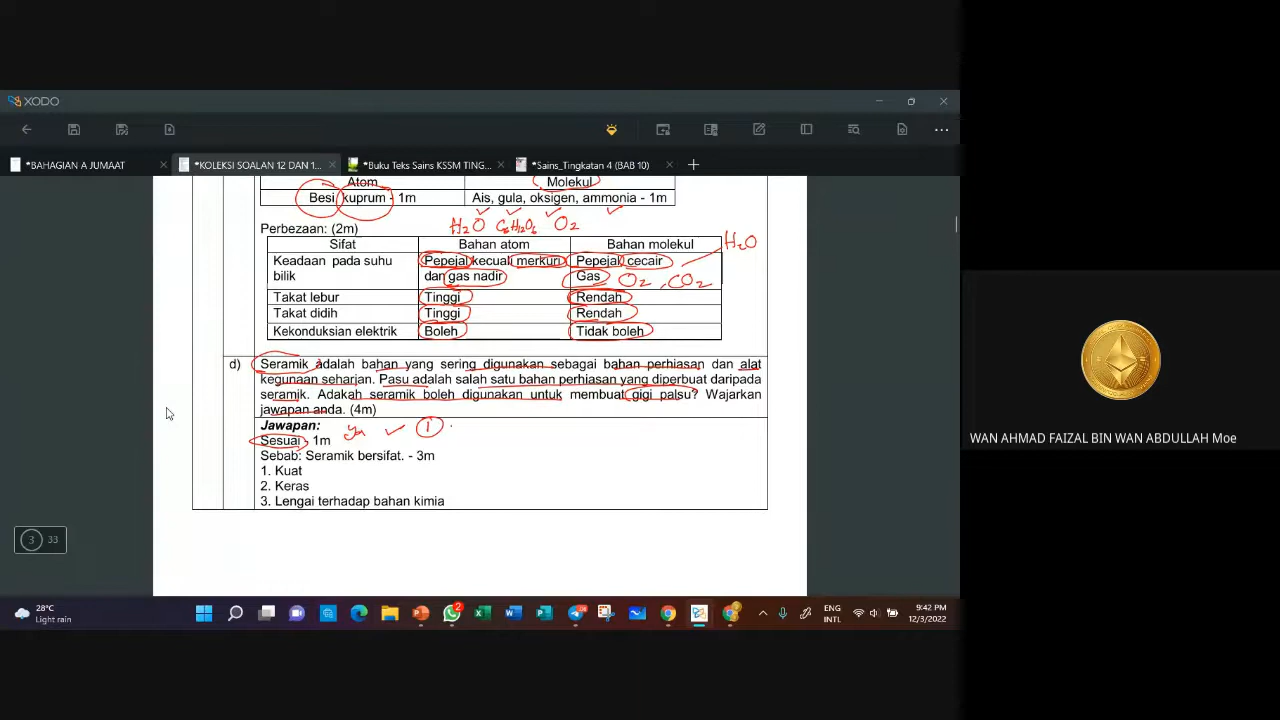 XODO
*BAHAGIAN A JUMAAT
*KOLEKSI SOALAN 12 DAN 1...
*Buku Teks Sains KSSM TING...
*Sains_Tingkatan 4 (BAB 10)
Atom Molekul
Besi kuprum - 1m Ais, gula, oksigen, ammonia - 1m
H₂O C₆H₁₂O₆ O₂
Perbezaan: (2m)
H₂O
Sifat Bahan atom Bahan molekul
Keadaan pada suhu Pepejal kecuali merkuri Pepejal cecair
bilik dan gas nadir Gas O₂, CO₂
Takat lebur Tinggi Rendah
Takat didih Tinggi Rendah
Kekonduksian elektrik Boleh Tidak boleh
d) Seramik adalah bahan yang sering digunakan sebagai bahan perhiasan dan alat
kegunaan seharian. Pasu adalah salah satu bahan perhiasan yang diperbuat daripada
seramik. Adakah seramik boleh digunakan untuk membuat gigi palsu? Wajarkan
jawapan anda. (4m)
Jawapan:
Sesuai - 1m ya ✓ 1
Sebab: Seramik bersifat. - 3m
1. Kuat
2. Keras
3. Lengai terhadap bahan kimia
3 33
WAN AHMAD FAIZAL BIN WAN ABDULLAH Moe
28°C
Light rain
2
ENG
INTL
9:42 PM
12/3/2022